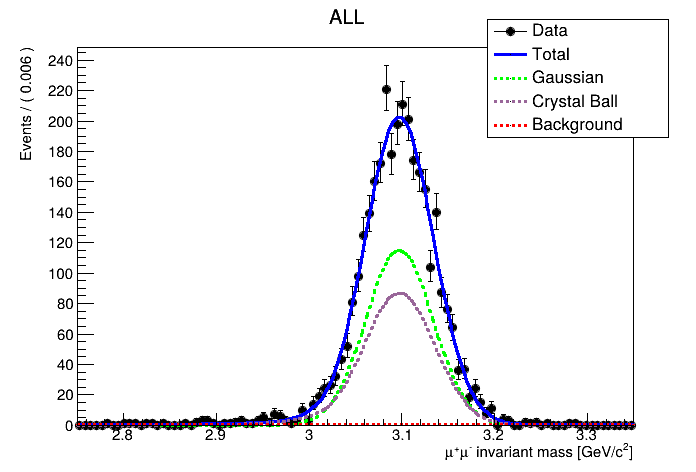 ALL
Data
Total
Gaussian
Crystal Ball
Background
Events / ( 0.006 )
240
220
200
180
160
140
120
100
80
60
40
20
0
2.8 2.9 3 3.1 3.2 3.3
μ⁺μ⁻ invariant mass [GeV/c²]